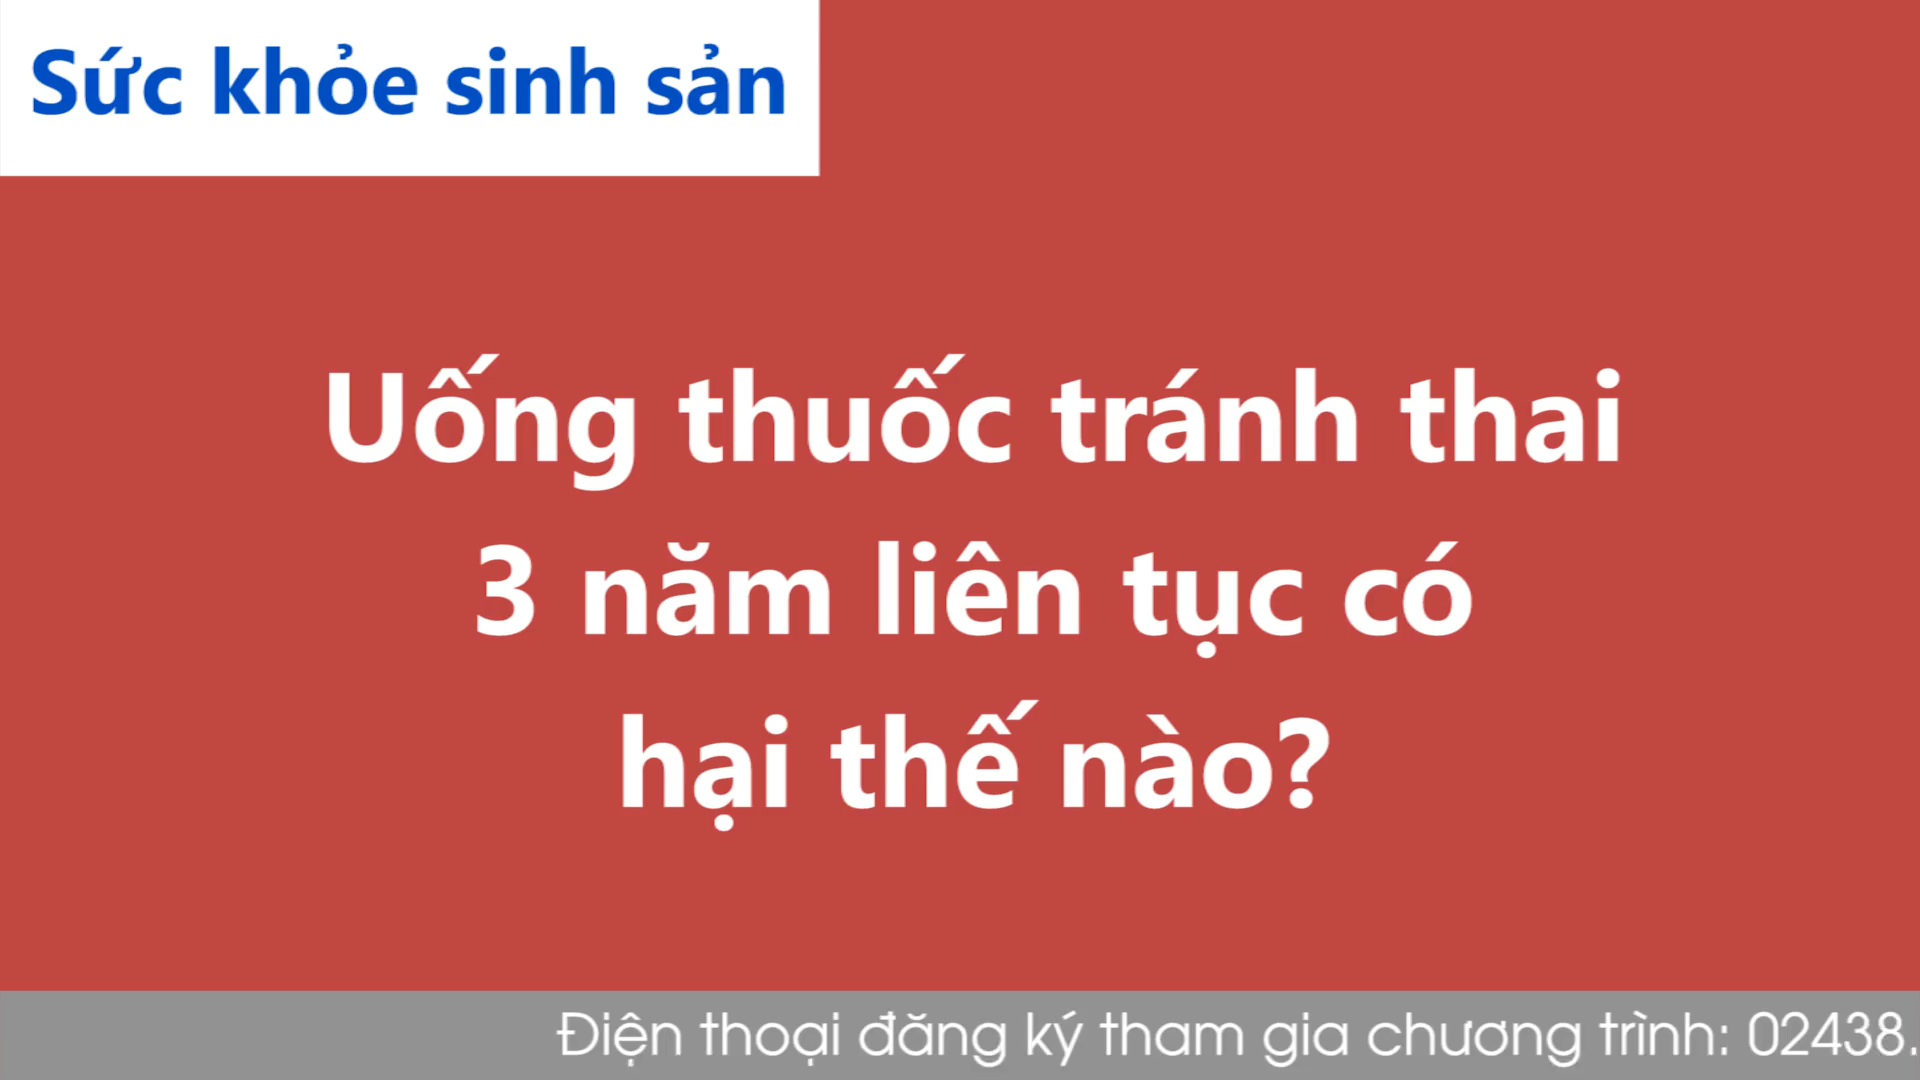 Sức khỏe sinh sản
Uống thuốc tránh thai
3 năm liên tục có
hại thế nào?
Điện thoại đăng ký tham gia chương trình: 02438.